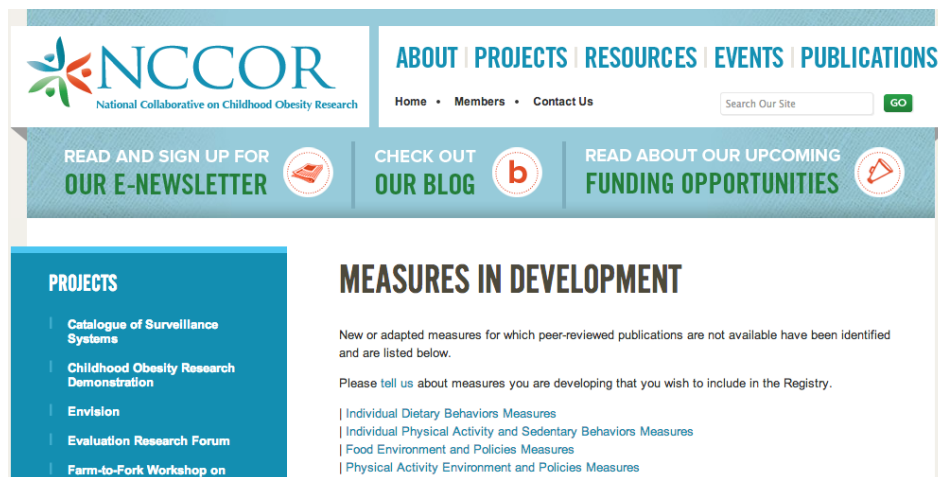 NCCOR
National Collaborative on Childhood Obesity Research
ABOUT | PROJECTS | RESOURCES | EVENTS | PUBLICATIONS
Home • Members • Contact Us
Search Our Site
GO
READ AND SIGN UP FOR
OUR E-NEWSLETTER
CHECK OUT
OUR BLOG
b
READ ABOUT OUR UPCOMING
FUNDING OPPORTUNITIES
PROJECTS
Catalogue of Surveillance
Systems
Childhood Obesity Research
Demonstration
Envision
Evaluation Research Forum
Farm-to-Fork Workshop on
MEASURES IN DEVELOPMENT
New or adapted measures for which peer-reviewed publications are not available have been identified
and are listed below.
Please tell us about measures you are developing that you wish to include in the Registry.
| Individual Dietary Behaviors Measures
| Individual Physical Activity and Sedentary Behaviors Measures
| Food Environment and Policies Measures
| Physical Activity Environment and Policies Measures